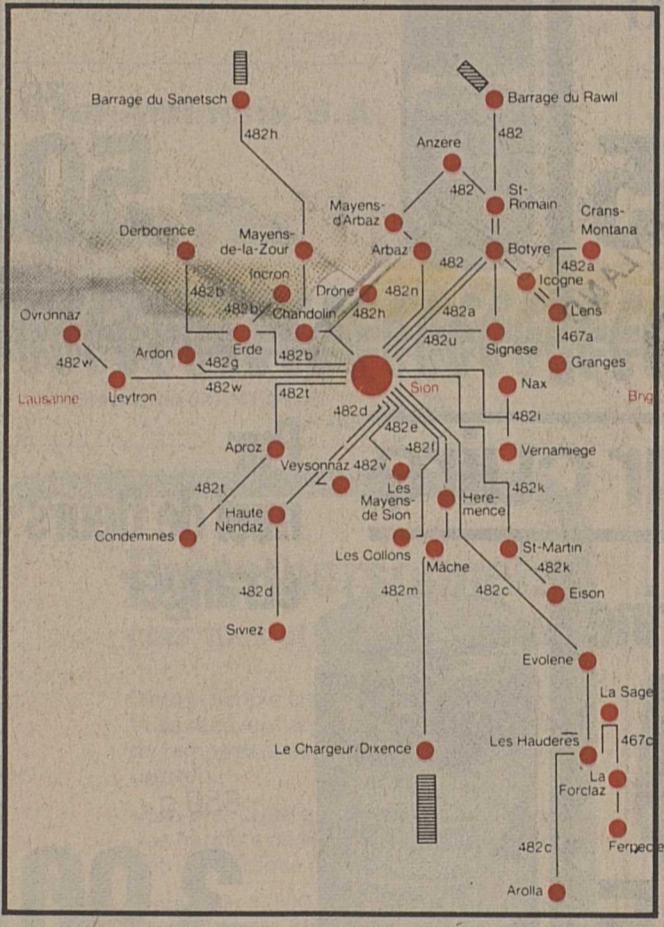 Barrage du Sanetsch
Barrage du Rawil
482h
482
Anzere
482
St-
Romain
Mayens-
d'Arbaz
Crans-
Montana
Derborence
Mayens-
de-la-Zour
Arbaz
482
Botyre
482a
Incron
Icogne
482b
482b
Drône
482n
Chandolin
482h
482a
Lens
Ovronnaz
482u
467a
Erde
Signese
Ardon
482g
482b
Granges
482w
Lausanne
Leytron
482w
Sion
Nax
Brig
482t
482d
482i
482e
Aproz
482f
Veysonnaz
482v
Vernamiege
482t
Les
Mayens-
de Sion
Here-
mence
482k
Haute
Nendaz
Condemines
Les Collons
Mâche
St-Martin
482k
482d
482m
482c
Eison
Siviez
Evolene
La Sage
Le Chargeur-Dixence
Les Hauderes
467c
La
Forclaz
482c
Ferpecle
Arolla